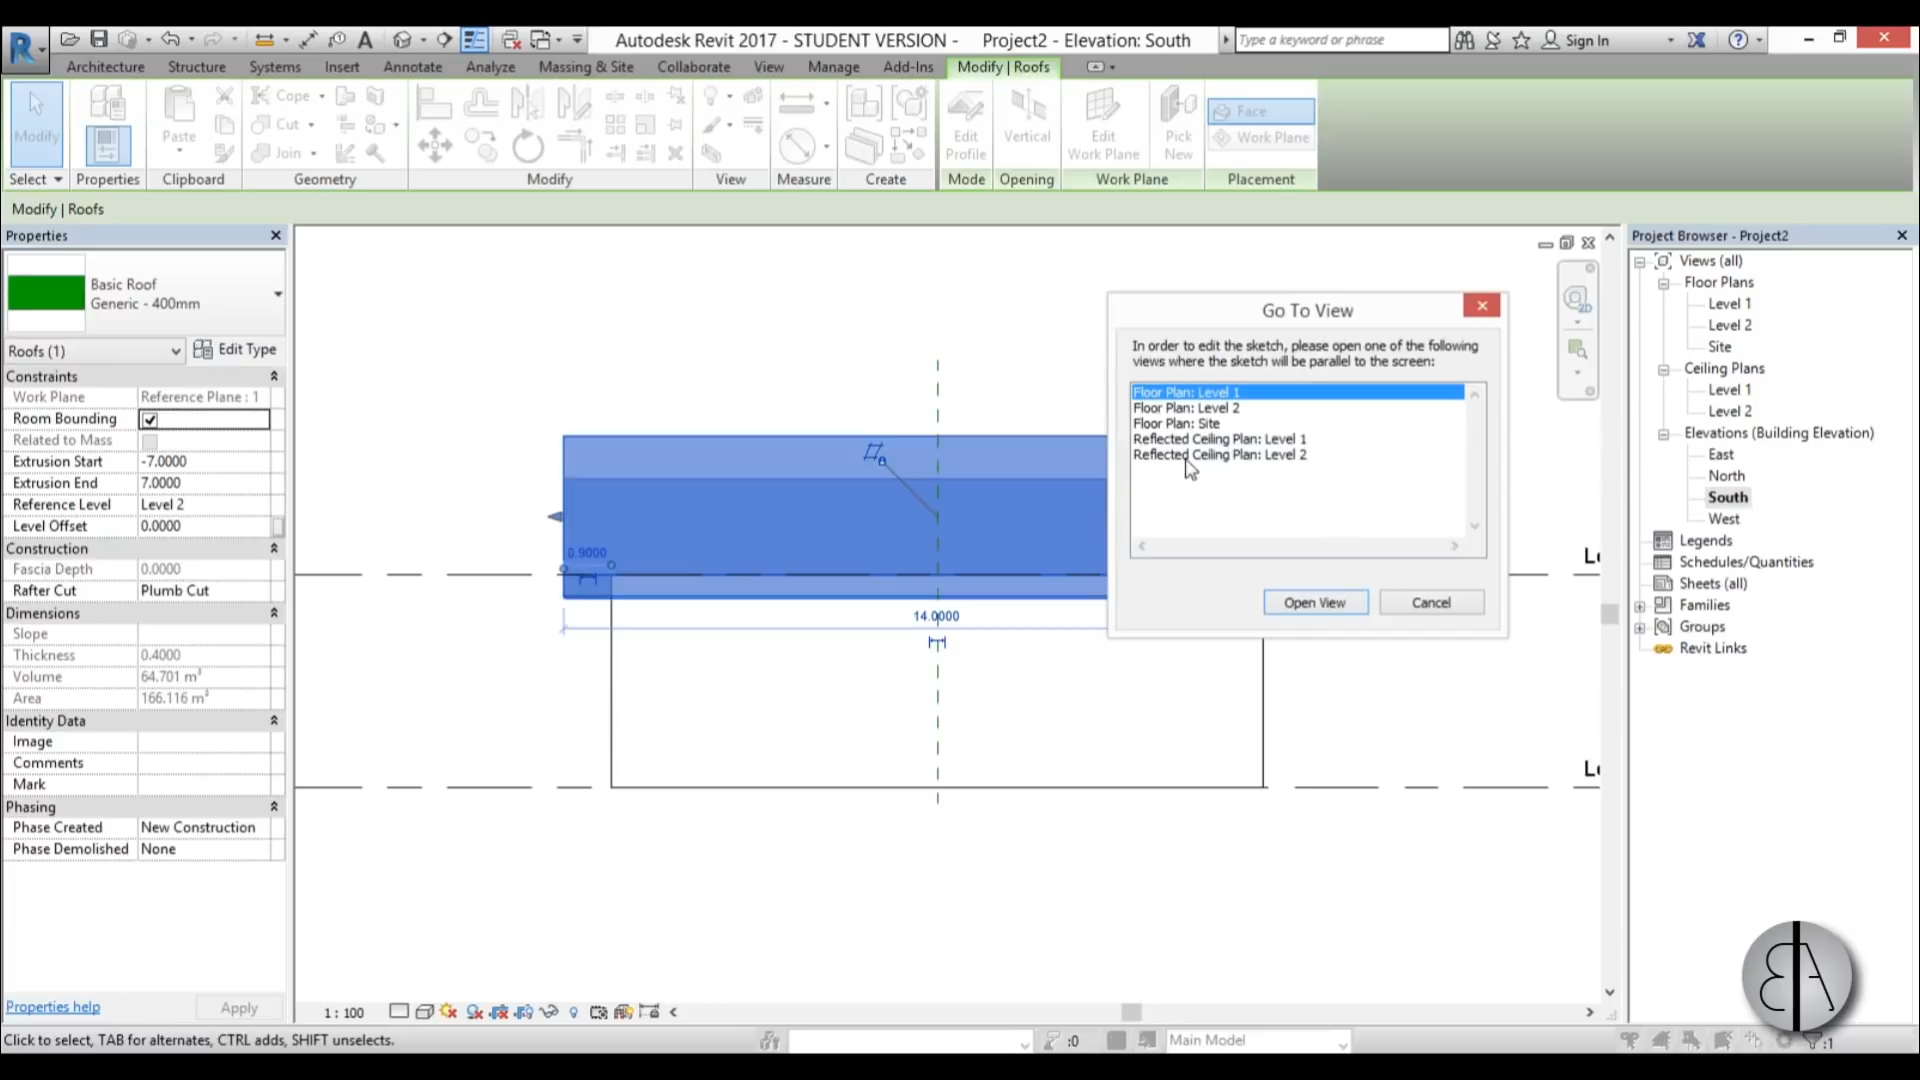 Autodesk Revit 2017 - STUDENT VERSION - Project2 - Elevation: South
Type a keyword or phrase
Sign In
Architecture Structure Systems Insert Annotate Analyze Massing & Site Collaborate View Manage Add-Ins Modify | Roofs
Modify
Paste
Cope
Cut
Join
Edit Profile
Vertical
Edit Work Plane
Pick New
Face
Work Plane
Select Properties Clipboard Geometry Modify View Measure Create Mode Opening Work Plane Placement
Modify | Roofs
Properties
Basic Roof
Generic - 400mm
Roofs (1) Edit Type
Constraints
Work Plane Reference Plane : 1
Room Bounding
Related to Mass
Extrusion Start -7.0000
Extrusion End 7.0000
Reference Level Level 2
Level Offset 0.0000
Construction
Fascia Depth 0.0000
Rafter Cut Plumb Cut
Dimensions
Slope
Thickness 0.4000
Volume 64.701 m³
Area 166.116 m²
Identity Data
Image
Comments
Mark
Phasing
Phase Created New Construction
Phase Demolished None
Properties help Apply
0.9000
14.0000
Go To View
In order to edit the sketch, please open one of the following
views where the sketch will be parallel to the screen:
Floor Plan: Level 1
Floor Plan: Level 2
Floor Plan: Site
Reflected Ceiling Plan: Level 1
Reflected Ceiling Plan: Level 2
Open View Cancel
2D
Project Browser - Project2
Views (all)
Floor Plans
Level 1
Level 2
Site
Ceiling Plans
Level 1
Level 2
Elevations (Building Elevation)
East
North
South
West
Legends
Schedules/Quantities
Sheets (all)
Families
Groups
Revit Links
1 : 100
Click to select, TAB for alternates, CTRL adds, SHIFT unselects.
:0
Main Model
:1